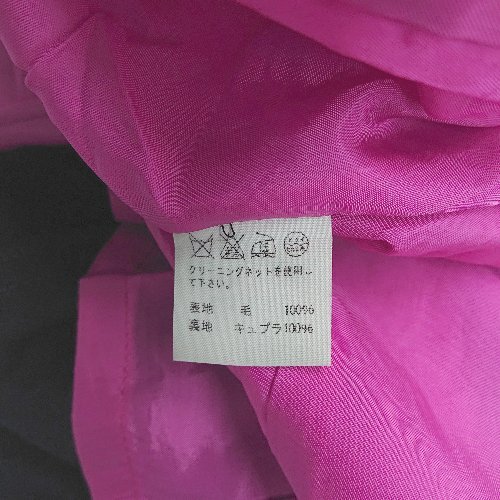 クリーニングネットを使用し
て下さい。
表地 毛 100%
裏地 キュプラ100%